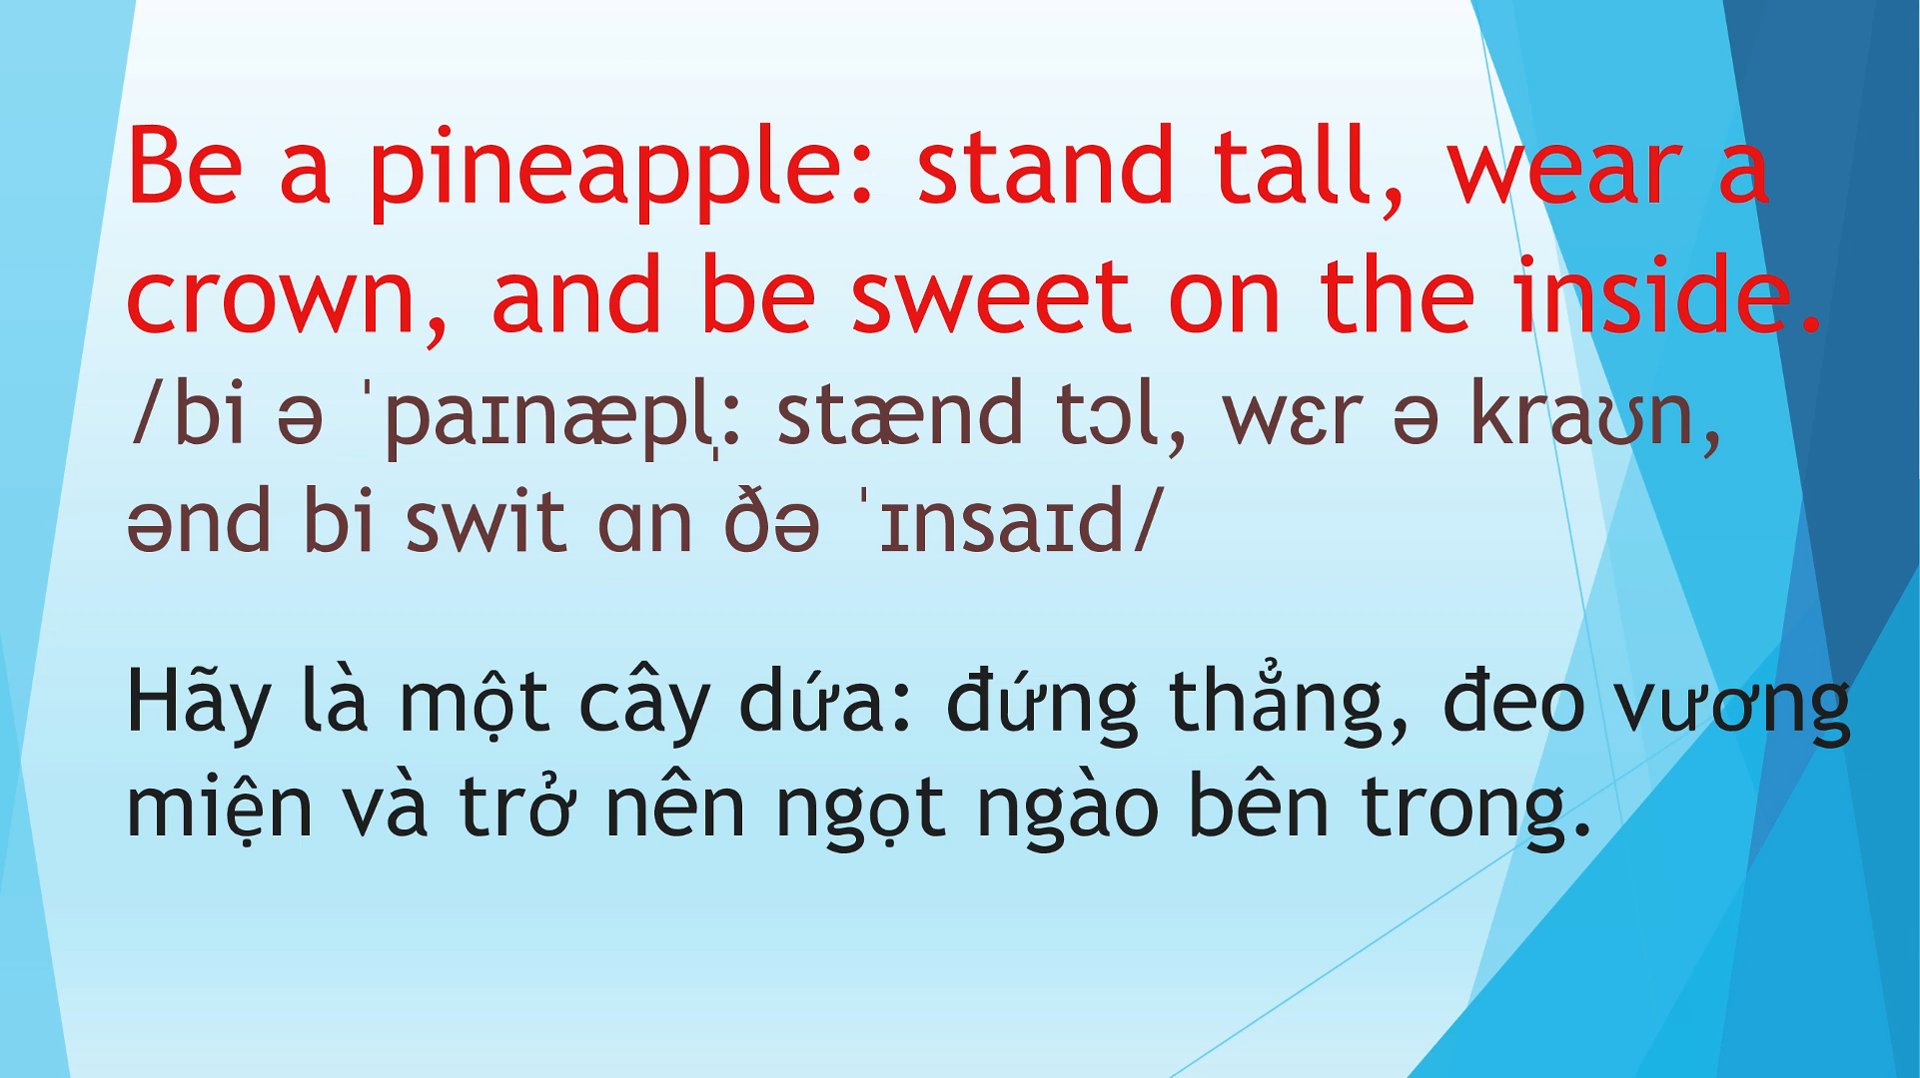 Be a pineapple: stand tall, wear a
crown, and be sweet on the inside.
/bi ə ˈpaɪnæpl̩: stænd tɔl, wɛr ə kraʊn,
ənd bi swit ɑn ðə ˈɪnsaɪd/
Hãy là một cây dứa: đứng thẳng, đeo vương
miện và trở nên ngọt ngào bên trong.